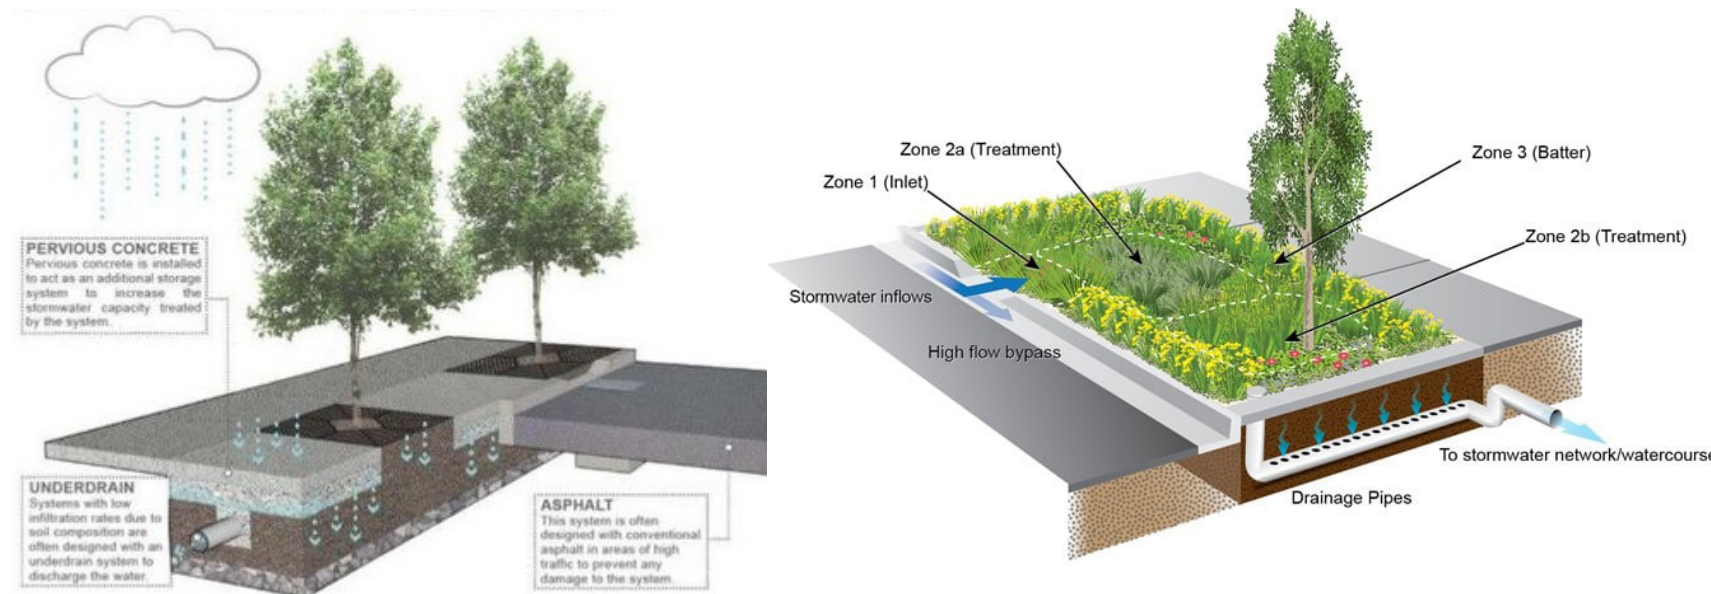 PERVIOUS CONCRETE
Pervious concrete is installed
to act as an additional storage
system to increase the
stormwater capacity treated
by the system.
UNDERDRAIN
Systems with low
infiltration rates due to
soil composition are
often designed with an
underdrain system to
discharge the water.
ASPHALT
This system is often
designed with conventional
asphalt in areas of high
traffic to prevent any
damage to the system.
Zone 2a (Treatment)
Zone 1 (Inlet)
Zone 3 (Batter)
Zone 2b (Treatment)
Stormwater inflows
High flow bypass
To stormwater network/watercourse
Drainage Pipes